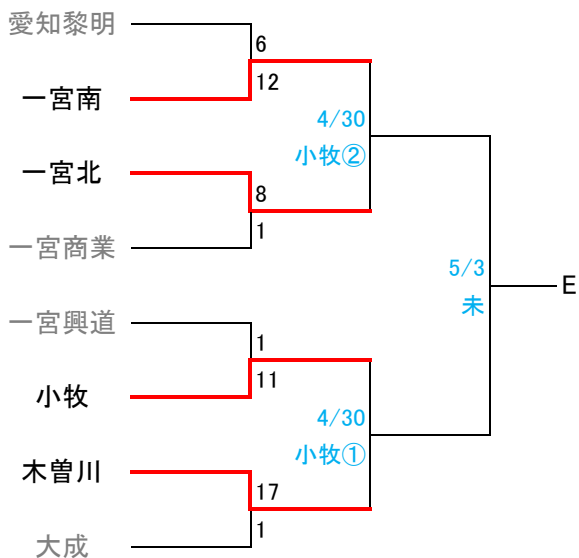 愛知黎明
6
12
一宮南
4/30
小牧②
一宮北
8
1
一宮商業
5/3
未
E
一宮興道
1
11
小牧
4/30
小牧①
木曽川
17
1
大成